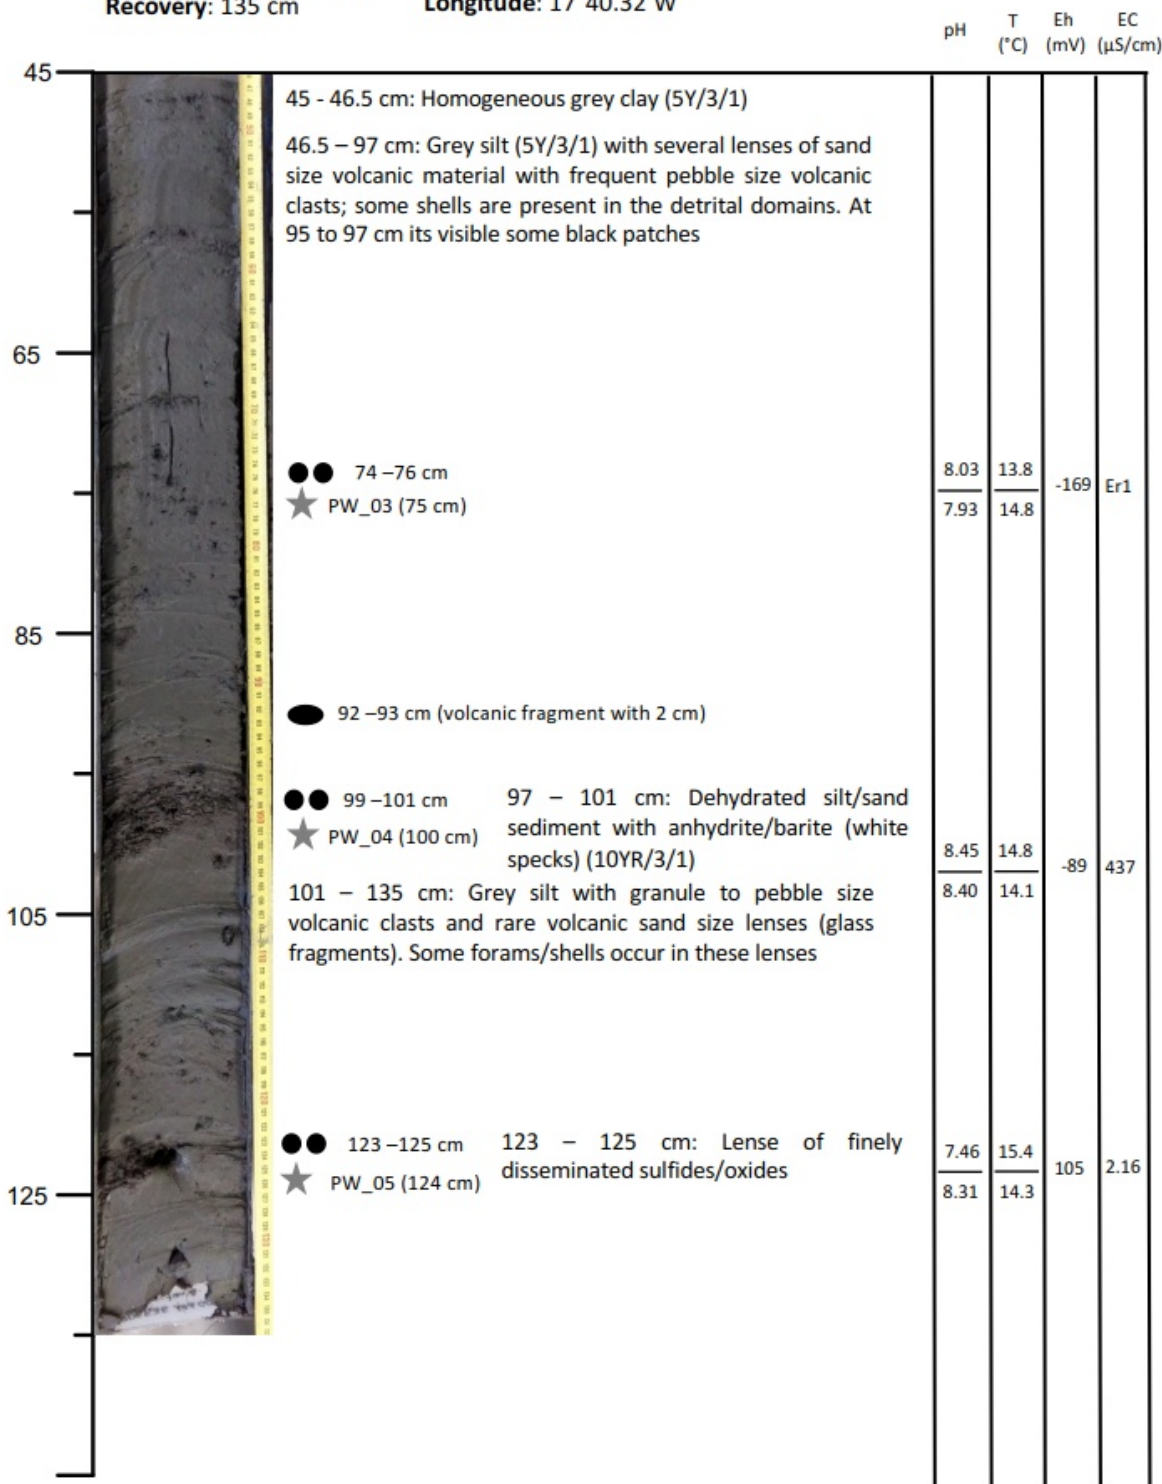 Recovery: 135 cm Longitude: 17°40.32'W
pH T (°C) Eh (mV) EC (µS/cm)
45
45 - 46.5 cm: Homogeneous grey clay (5Y/3/1)
46.5 – 97 cm: Grey silt (5Y/3/1) with several lenses of sand
size volcanic material with frequent pebble size volcanic
clasts; some shells are present in the detrital domains. At
95 to 97 cm its visible some black patches
65
74 –76 cm
PW_03 (75 cm)
8.03 13.8
-169 Er1
7.93 14.8
85
92 –93 cm (volcanic fragment with 2 cm)
99 –101 cm
PW_04 (100 cm)
97 – 101 cm: Dehydrated silt/sand
sediment with anhydrite/barite (white
specks) (10YR/3/1)
8.45 14.8
-89 437
8.40 14.1
101 – 135 cm: Grey silt with granule to pebble size
volcanic clasts and rare volcanic sand size lenses (glass
fragments). Some forams/shells occur in these lenses
105
123 –125 cm
PW_05 (124 cm)
123 – 125 cm: Lense of finely
disseminated sulfides/oxides
7.46 15.4
105 2.16
8.31 14.3
125